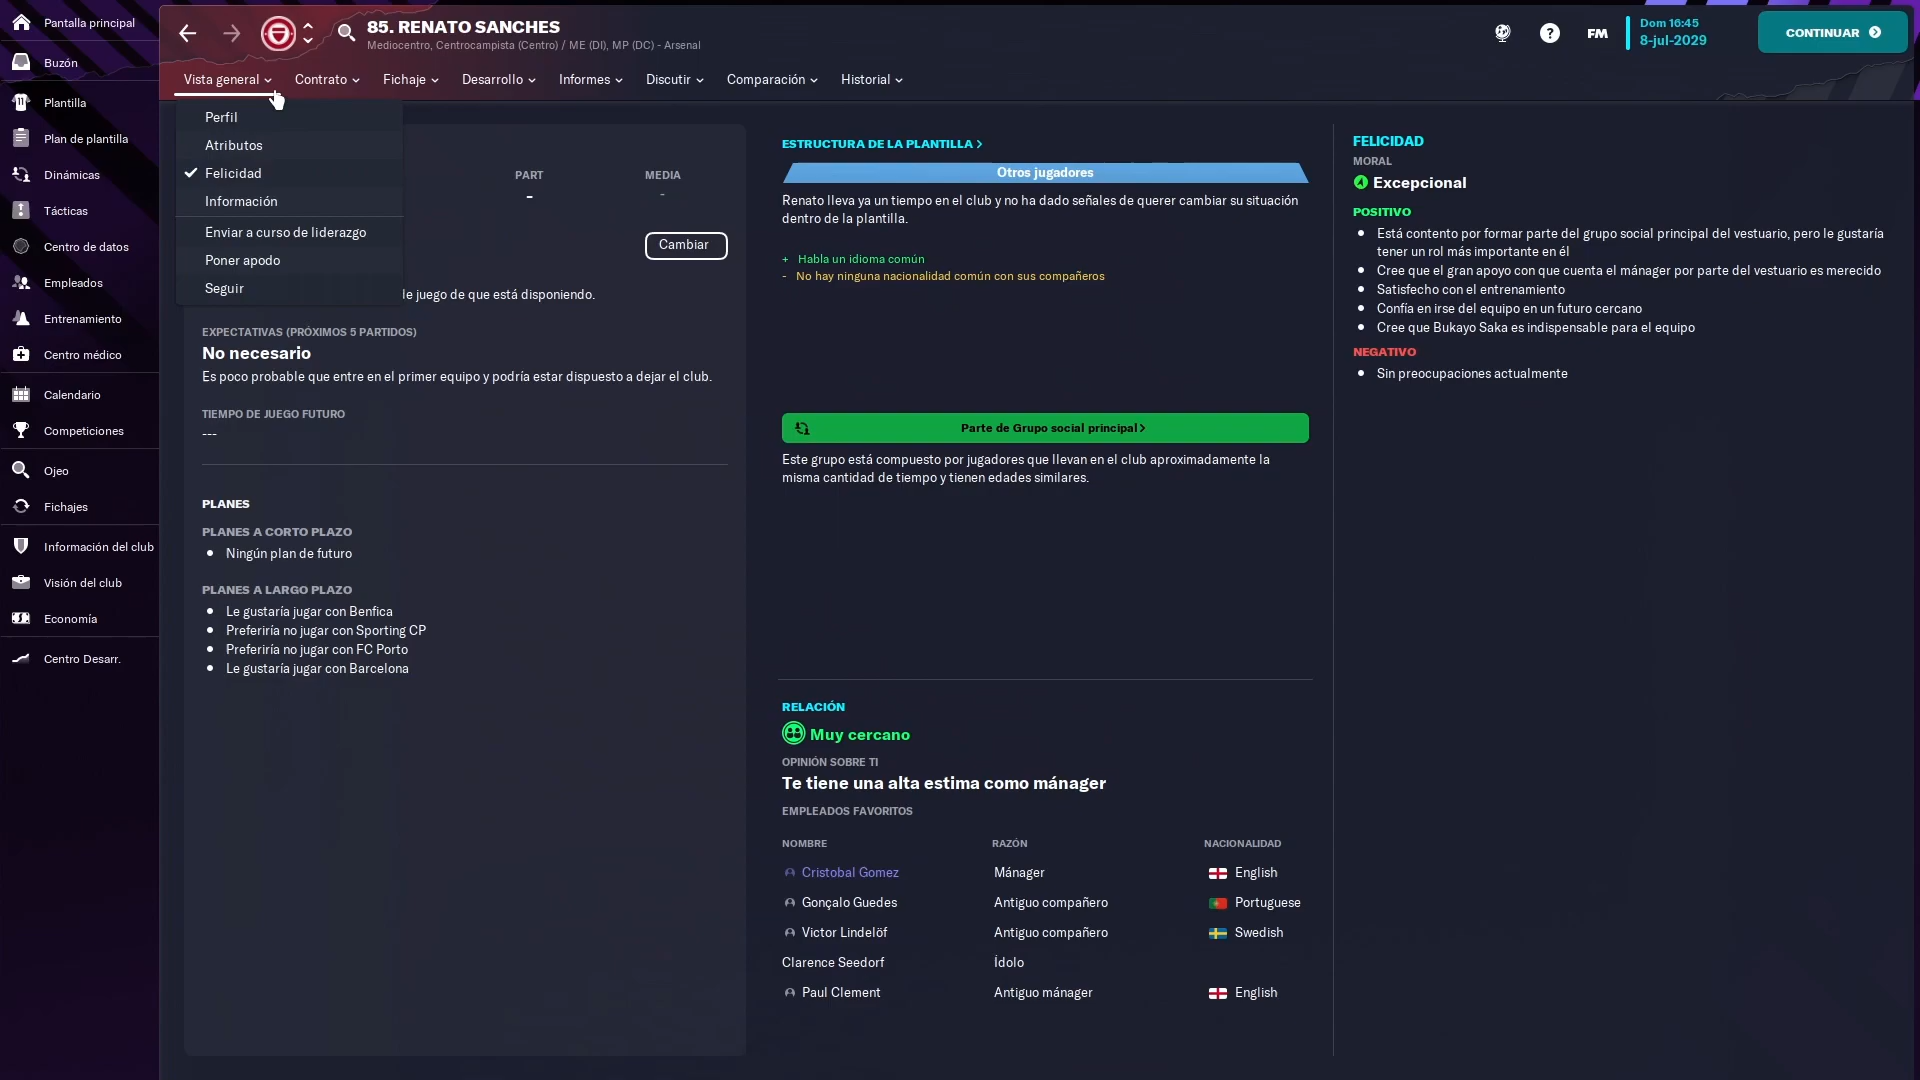 Pantalla principal
Buzón
Plantilla
Plan de plantilla
Dinámicas
Tácticas
Centro de datos
Empleados
Entrenamiento
Centro médico
Calendario
Competiciones
Ojeo
Fichajes
Información del club
Visión del club
Economía
Centro Desarr.
85. RENATO SANCHES
Mediocentro, Centrocampista (Centro) / ME (DI), MP (DC) - Arsenal
?
FM
Dom 16:45
8-jul-2029
CONTINUAR
Vista general
Contrato
Fichaje
Desarrollo
Informes
Discutir
Comparación
Historial
Perfil
Atributos
Felicidad
Información
Enviar a curso de liderazgo
Poner apodo
Seguir
PART
MEDIA
-
-
Cambiar
le juego de que está disponiendo.
EXPECTATIVAS (PRÓXIMOS 5 PARTIDOS)
No necesario
Es poco probable que entre en el primer equipo y podría estar dispuesto a dejar el club.
TIEMPO DE JUEGO FUTURO
---
PLANES
PLANES A CORTO PLAZO
Ningún plan de futuro
PLANES A LARGO PLAZO
Le gustaría jugar con Benfica
Preferiría no jugar con Sporting CP
Preferiría no jugar con FC Porto
Le gustaría jugar con Barcelona
ESTRUCTURA DE LA PLANTILLA >
Otros jugadores
Renato lleva ya un tiempo en el club y no ha dado señales de querer cambiar su situación
dentro de la plantilla.
+ Habla un idioma común
- No hay ninguna nacionalidad común con sus compañeros
Parte de Grupo social principal>
Este grupo está compuesto por jugadores que llevan en el club aproximadamente la
misma cantidad de tiempo y tienen edades similares.
RELACIÓN
Muy cercano
OPINIÓN SOBRE TI
Te tiene una alta estima como mánager
EMPLEADOS FAVORITOS
NOMBRE RAZÓN NACIONALIDAD
Cristobal Gomez Mánager English
Gonçalo Guedes Antiguo compañero Portuguese
Victor Lindelöf Antiguo compañero Swedish
Clarence Seedorf Ídolo
Paul Clement Antiguo mánager English
FELICIDAD
MORAL
Excepcional
POSITIVO
Está contento por formar parte del grupo social principal del vestuario, pero le gustaría
tener un rol más importante en él
Cree que el gran apoyo con que cuenta el mánager por parte del vestuario es merecido
Satisfecho con el entrenamiento
Confía en irse del equipo en un futuro cercano
Cree que Bukayo Saka es indispensable para el equipo
NEGATIVO
Sin preocupaciones actualmente